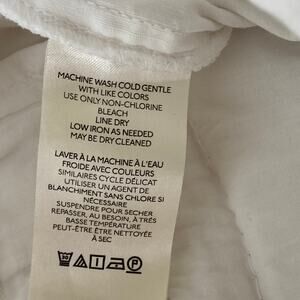 MACHINE WASH COLD GENTLE
WITH LIKE COLORS
USE ONLY NON-CHLORINE
BLEACH
LINE DRY
LOW IRON AS NEEDED
MAY BE DRY CLEANED
LAVER À LA MACHINE À L'EAU
FROIDE AVEC COULEURS
SIMILAIRES CYCLE DÉLICAT
UTILISER UN AGENT DE
BLANCHIMENT SANS CHLORE SI
NÉCESSAIRE
SUSPENDRE POUR SECHER
REPASSER, AU BESOIN, À TRÈS
BASSE TEMPÉRATURE
PEUT-ÊTRE ÊTRE NETTOYÉE
À SEC